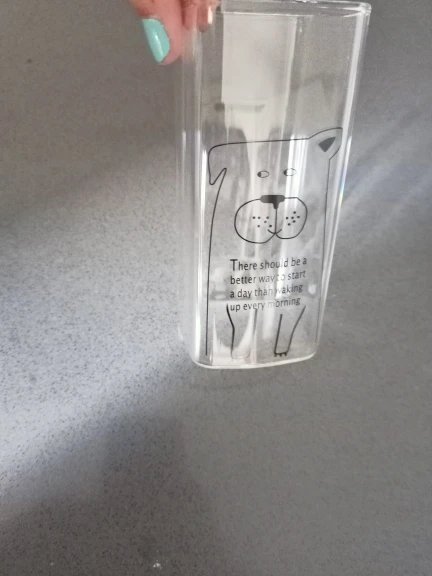 There should be a
better way to start
a day than waking
up every morning